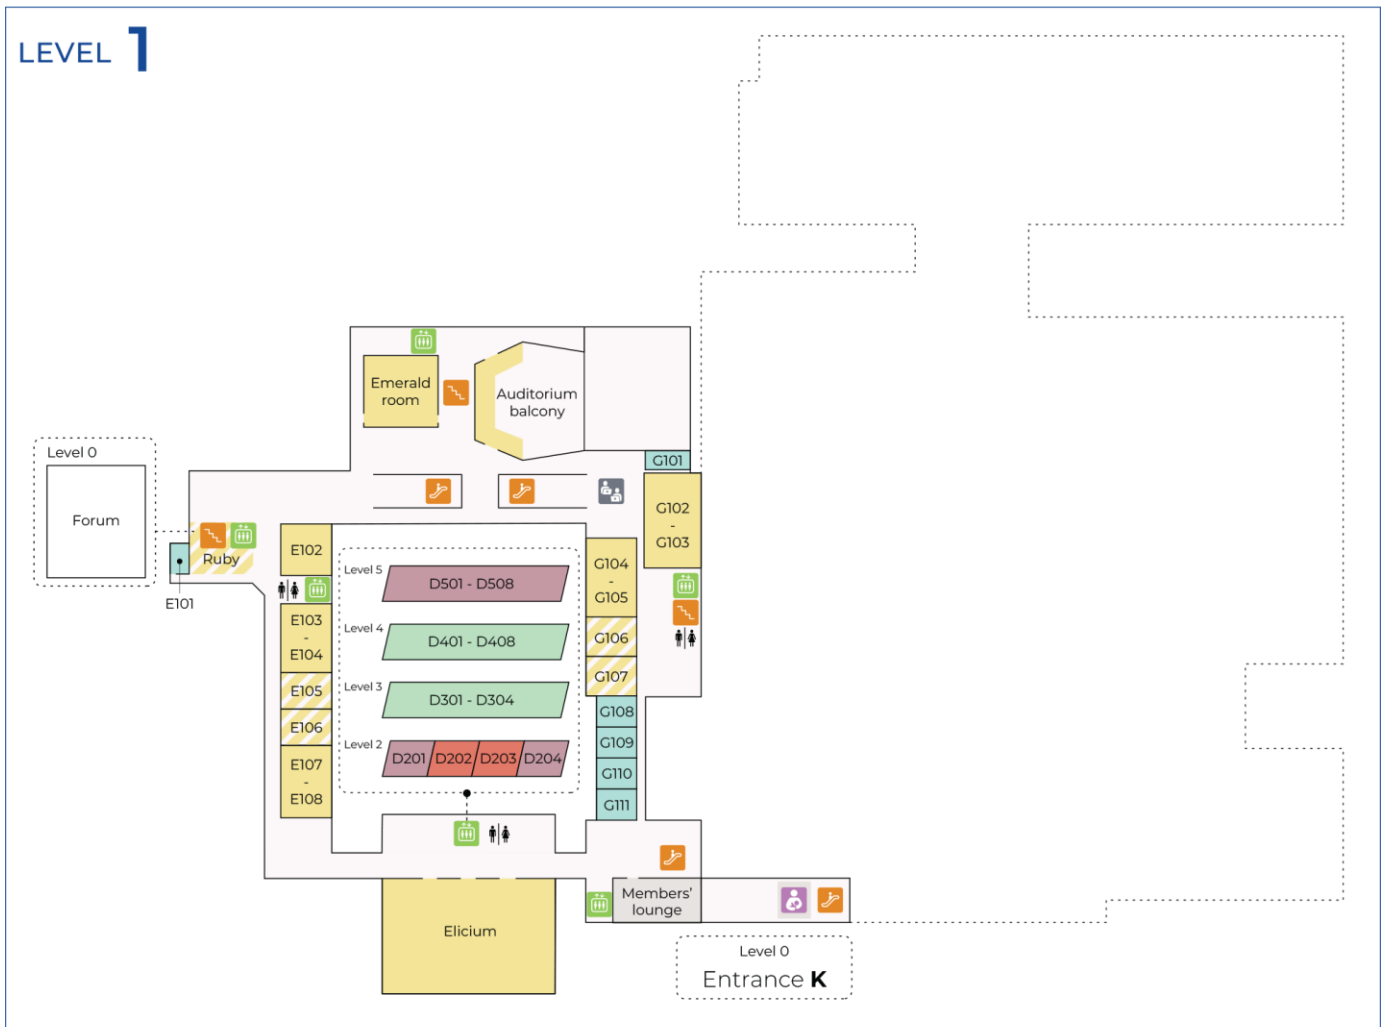 LEVEL 1
Emerald
room
Auditorium
balcony
Level 0
Forum
G101
G102
-
G103
Ruby
E101
E102
E103
-
E104
E105
E106
E107
-
E108
Level 5
D501 - D508
Level 4
D401 - D408
Level 3
D301 - D304
Level 2
D201
D202
D203
D204
G104
-
G105
G106
G107
G108
G109
G110
G111
Elicium
Members’
lounge
Level 0
Entrance K